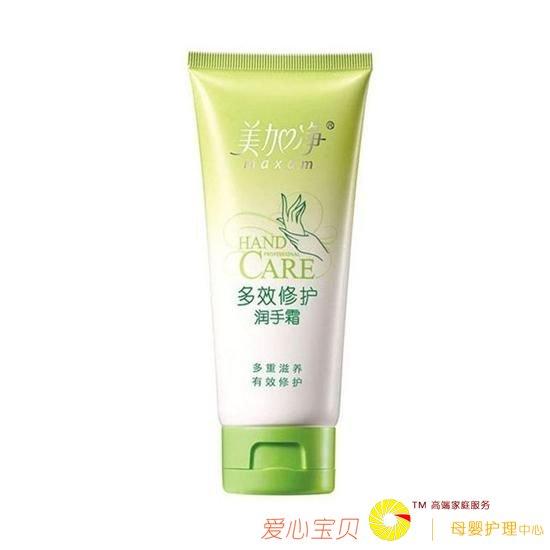 美加净®
maxam
HAND
PROFESSIONAL
CARE
多效修护
润手霜
多重滋养
有效修护
TM 高端家庭服务
爱心宝贝 母婴护理中心